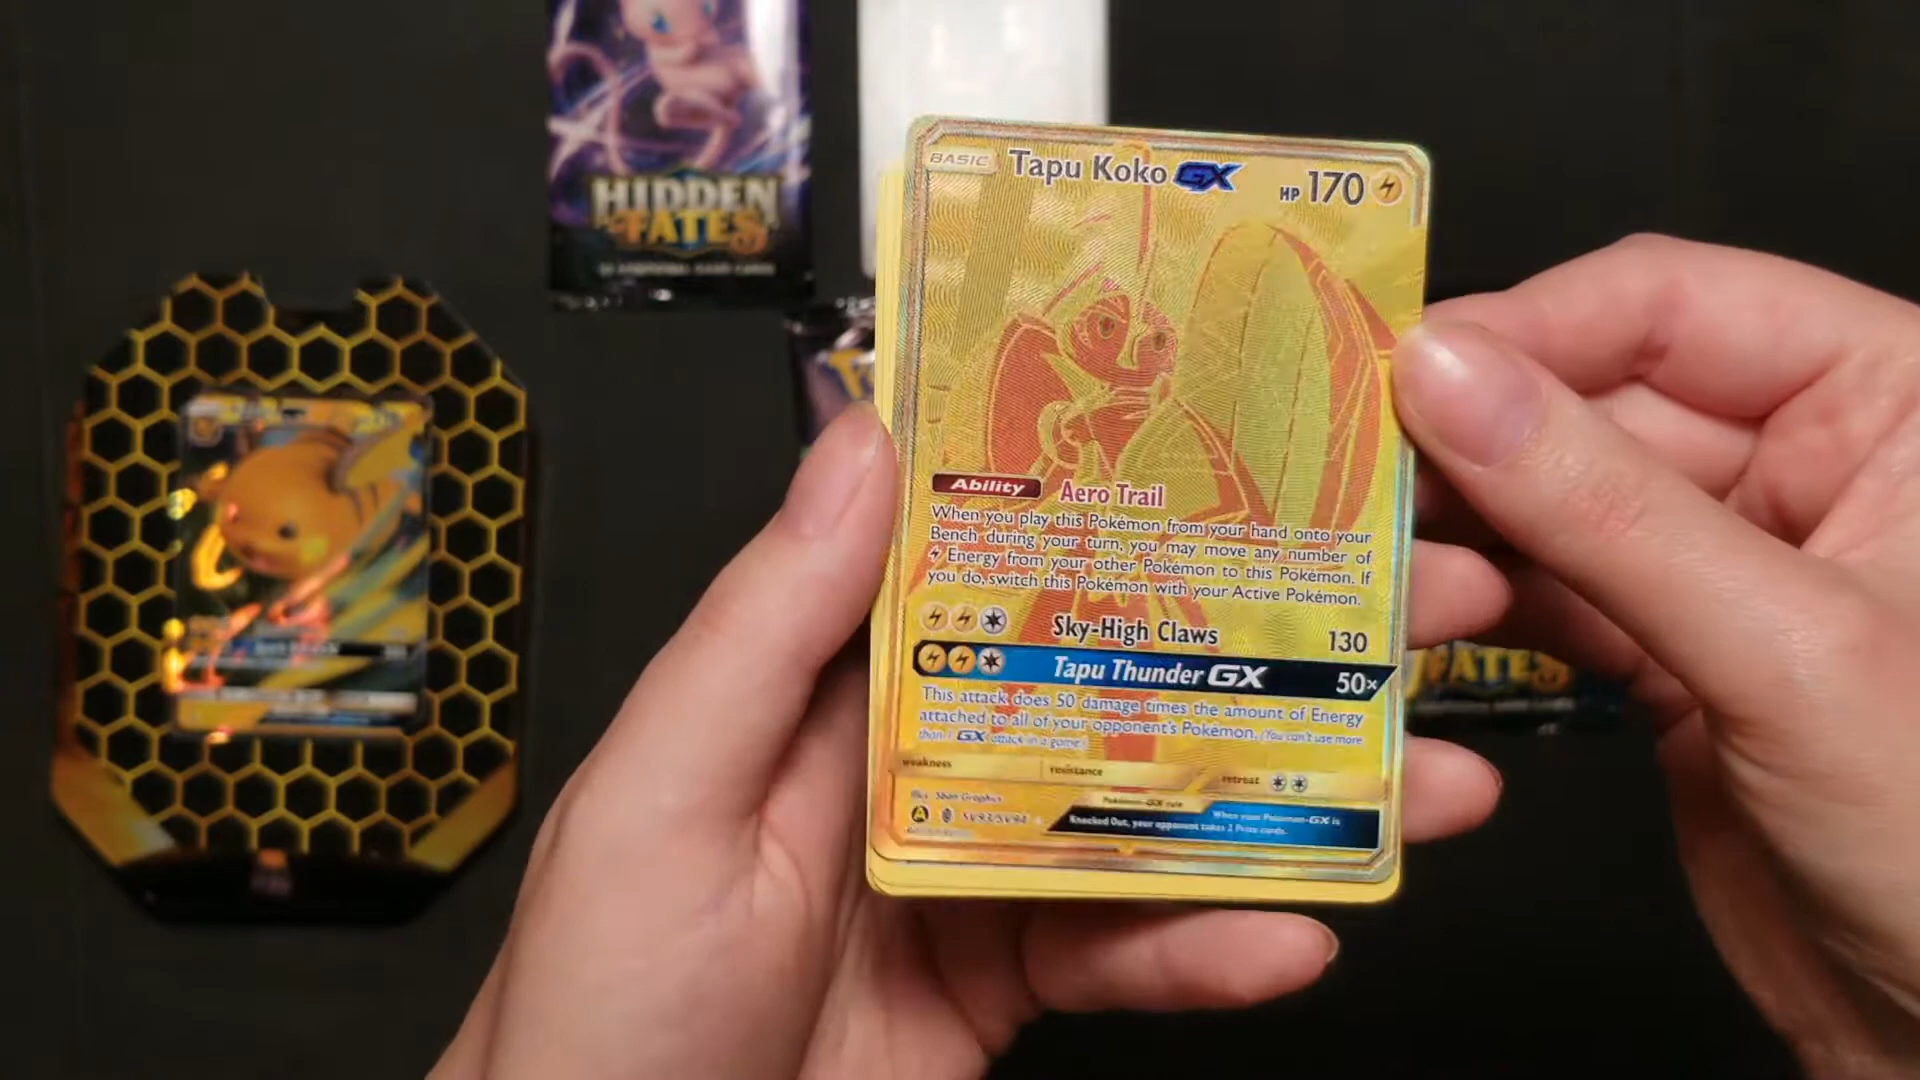 HIDDEN
FATES
BASIC Tapu Koko GX HP 170
Ability Aero Trail
When you play this Pokémon from your hand onto your
Bench during your turn, you may move any number of
Energy from your other Pokémon to this Pokémon. If
you do, switch this Pokémon with your Active Pokémon.
Sky-High Claws 130
Tapu Thunder GX 50×
This attack does 50 damage times the amount of Energy
attached to all of your opponent's Pokémon. (You can't use more
than 1 GX attack in a game.)
weakness resistance retreat
Illus. 5ban Graphics
Pokémon-GX rule
When your Pokémon-GX is
Knocked Out, your opponent takes 2 Prize cards.
A SV93/SV94
FATES